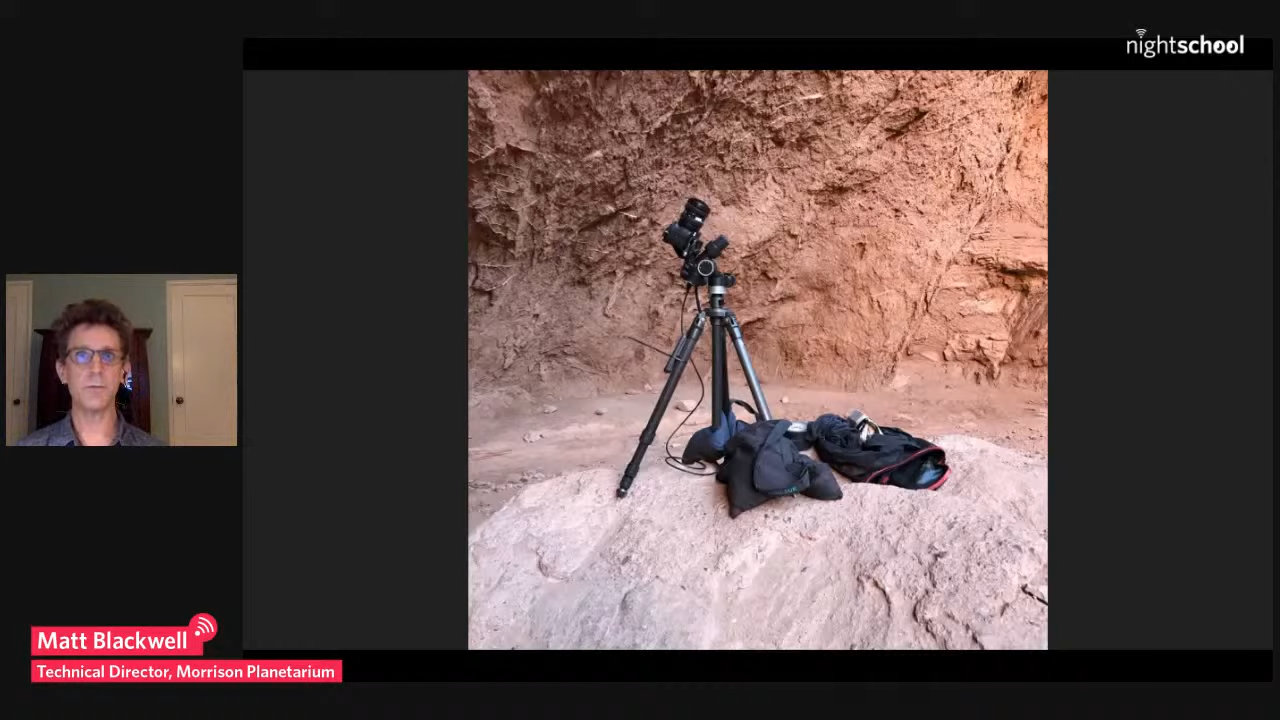 nightschool
Matt Blackwell
Technical Director, Morrison Planetarium